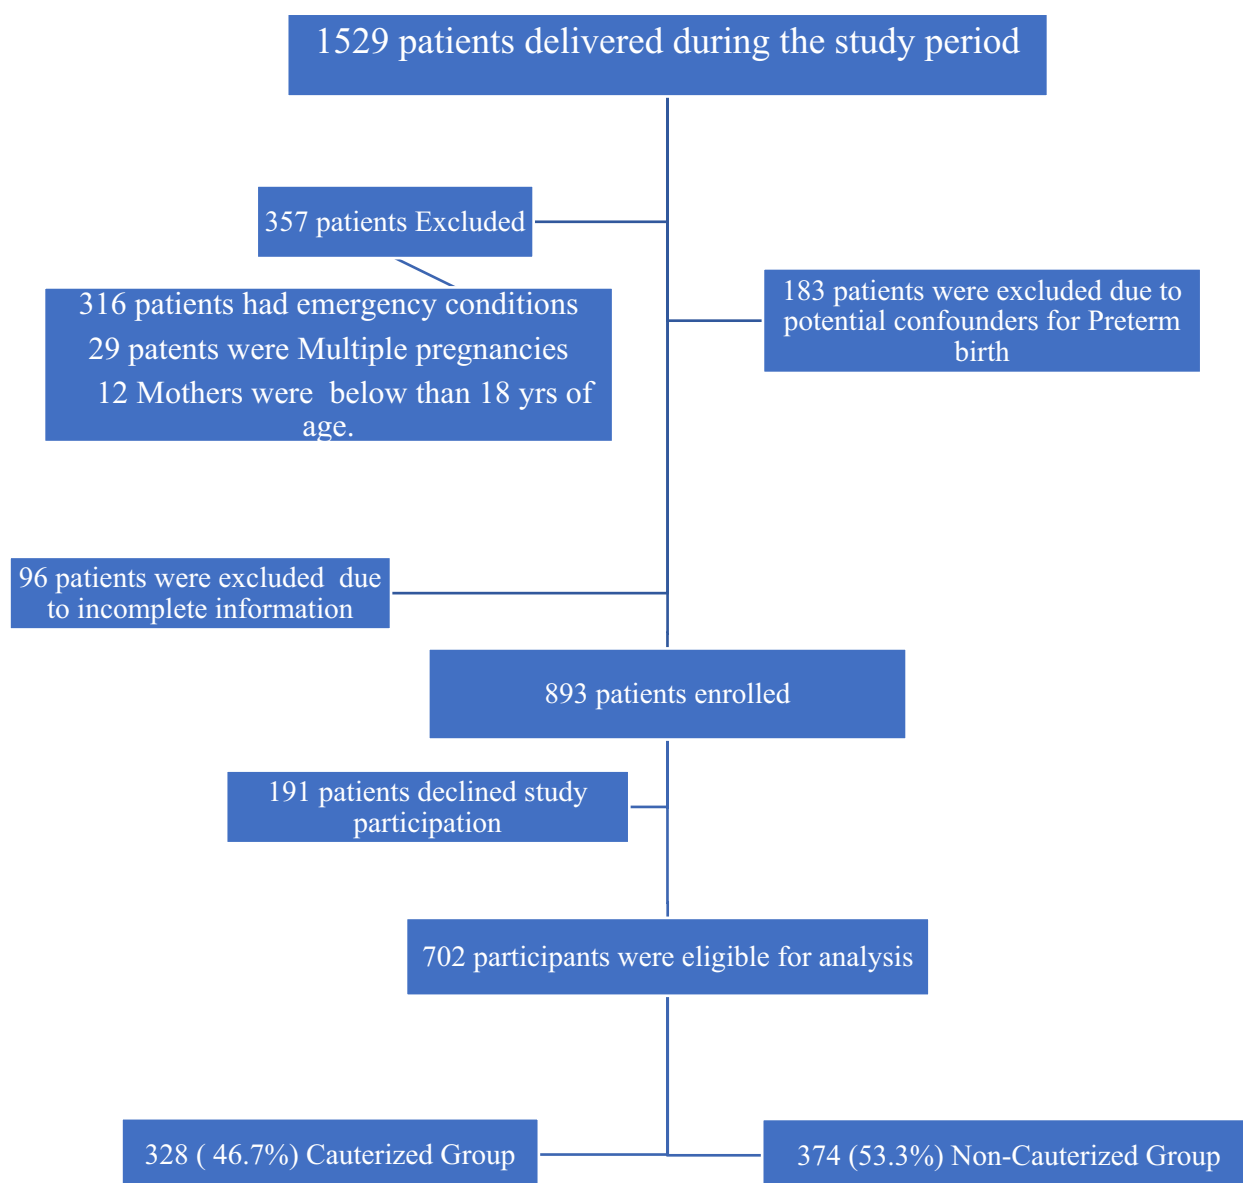 1529 patients delivered during the study period
357 patients Excluded
316 patients had emergency conditions
29 patents were Multiple pregnancies
12 Mothers were below than 18 yrs of
age.
183 patients were excluded due to
potential confounders for Preterm
birth
96 patients were excluded due
to incomplete information
893 patients enrolled
191 patients declined study
participation
702 participants were eligible for analysis
328 ( 46.7%) Cauterized Group
374 (53.3%) Non-Cauterized Group